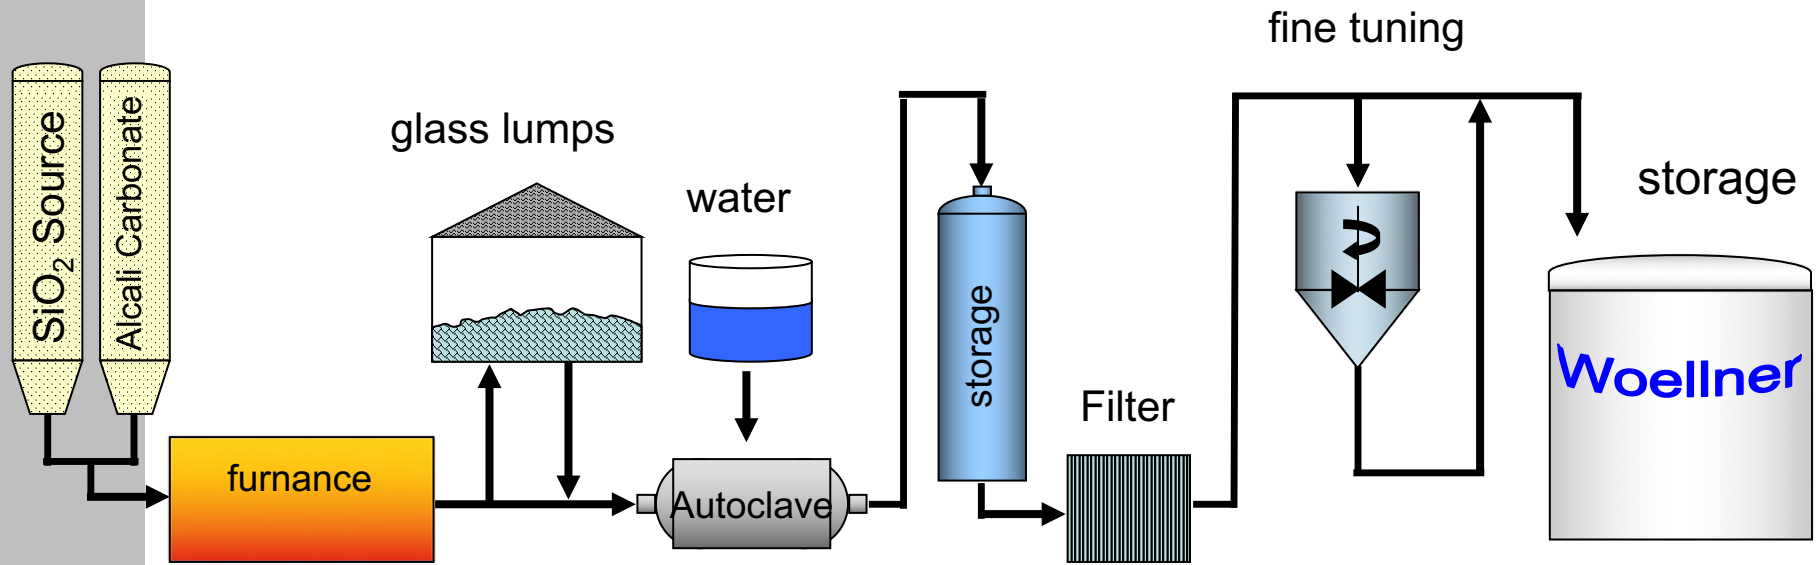 SiO₂ Source
Alcali Carbonate
furnance
glass lumps
water
Autoclave
storage
Filter
fine tuning
storage
Woellner